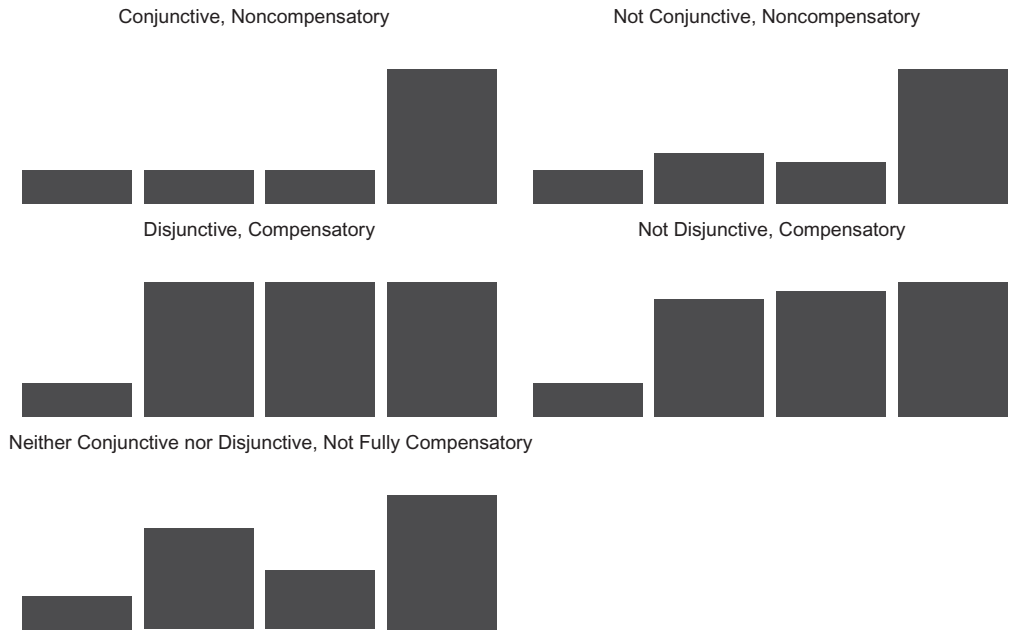 Conjunctive, Noncompensatory
Not Conjunctive, Noncompensatory
Disjunctive, Compensatory
Not Disjunctive, Compensatory
Neither Conjunctive nor Disjunctive, Not Fully Compensatory